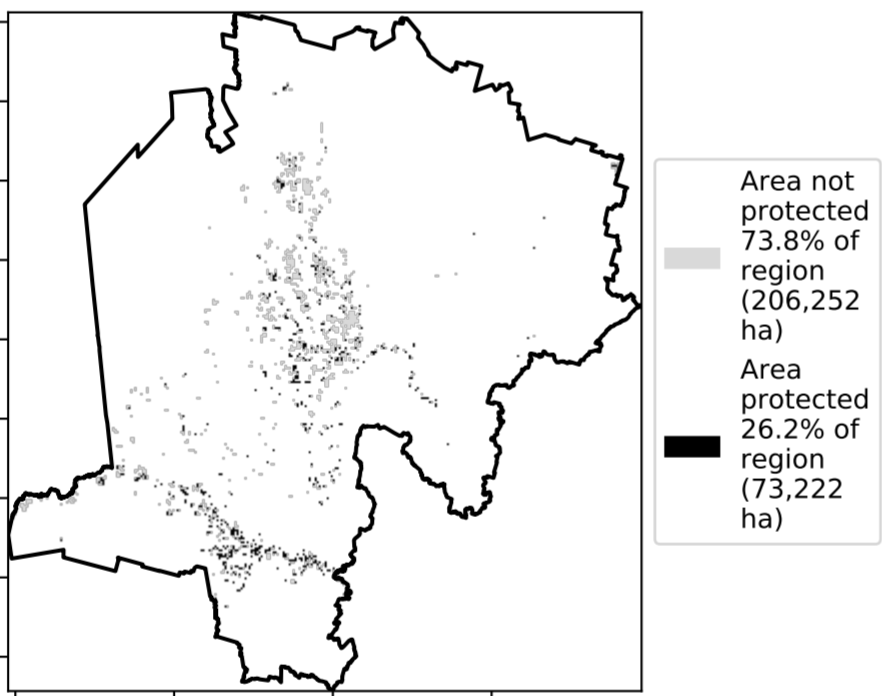 Area not
protected
73.8% of
region
(206,252
ha)
Area
protected
26.2% of
region
(73,222
ha)